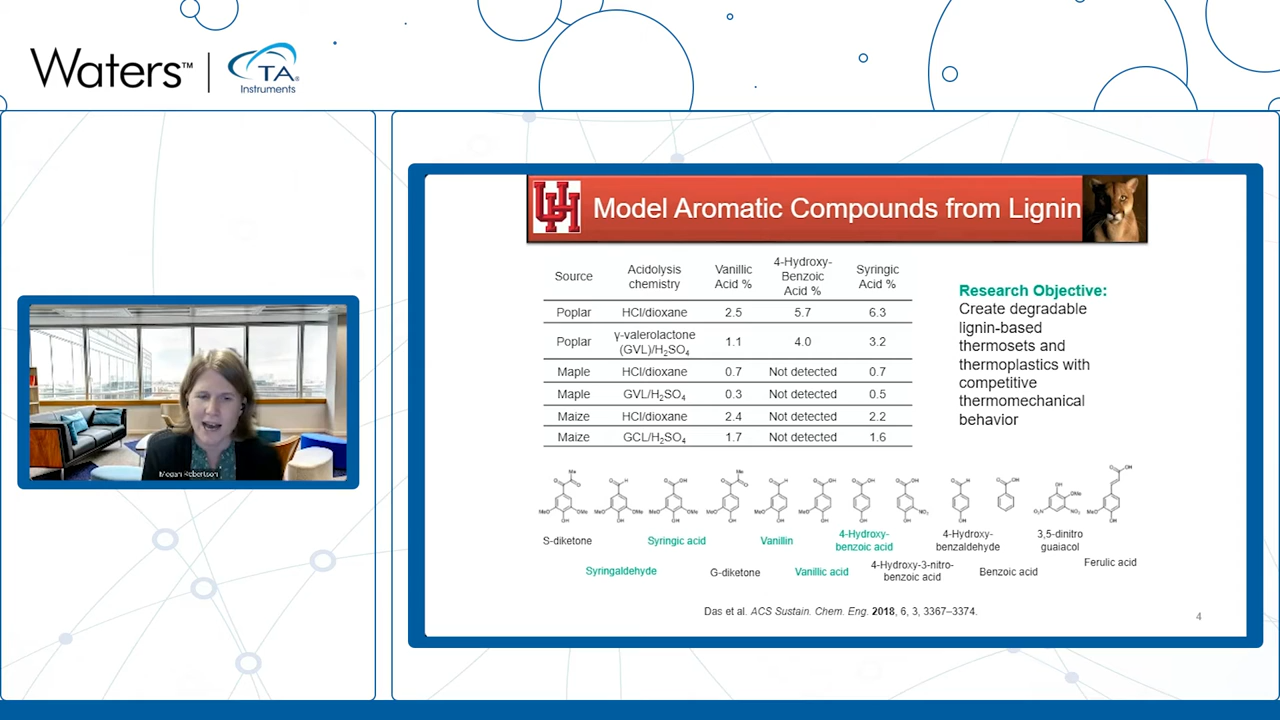 Waters™ | TA®
Instruments
Megan Robertson
UH Model Aromatic Compounds from Lignin
Source Acidolysis chemistry Vanillic Acid % 4-Hydroxy-Benzoic Acid % Syringic Acid %
Poplar HCl/dioxane 2.5 5.7 6.3
Poplar γ-valerolactone (GVL)/H₂SO₄ 1.1 4.0 3.2
Maple HCl/dioxane 0.7 Not detected 0.7
Maple GVL/H₂SO₄ 0.3 Not detected 0.5
Maize HCl/dioxane 2.4 Not detected 2.2
Maize GCL/H₂SO₄ 1.7 Not detected 1.6
Research Objective:
Create degradable
lignin-based
thermosets and
thermoplastics with
competitive
thermomechanical
behavior
S-diketone
Syringaldehyde
Syringic acid
G-diketone
Vanillin
Vanillic acid
4-Hydroxy-
benzoic acid
4-Hydroxy-3-nitro-
benzoic acid
4-Hydroxy-
benzaldehyde
Benzoic acid
3,5-dinitro
guaiacol
Ferulic acid
Das et al. ACS Sustain. Chem. Eng. 2018, 6, 3, 3367–3374.
4